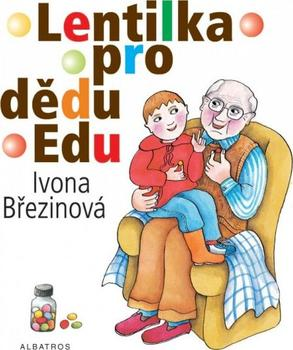 Lentilka
pro
dědu
Edu
Ivona
Březinová
ALBATROS